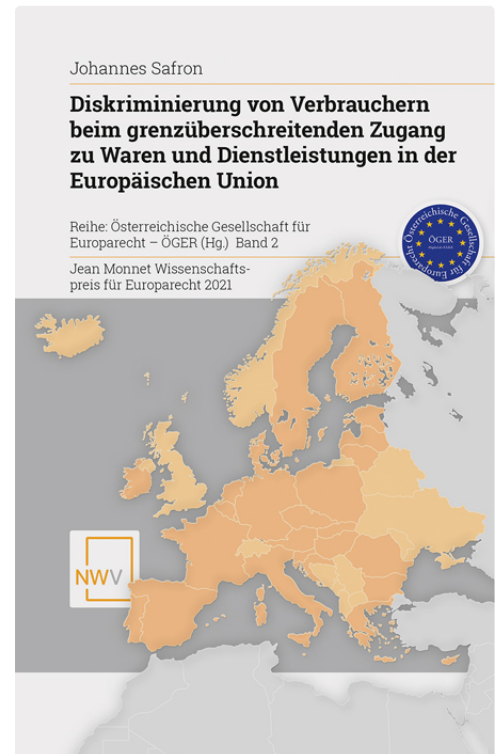 Johannes Safron
Diskriminierung von Verbrauchern
beim grenzüberschreitenden Zugang
zu Waren und Dienstleistungen in der
Europäischen Union
Reihe: Österreichische Gesellschaft für
Europarecht – ÖGER (Hg.) Band 2
Jean Monnet Wissenschafts-
preis für Europarecht 2021
Österreichische Gesellschaft für Europarecht
ÖGER
NWV